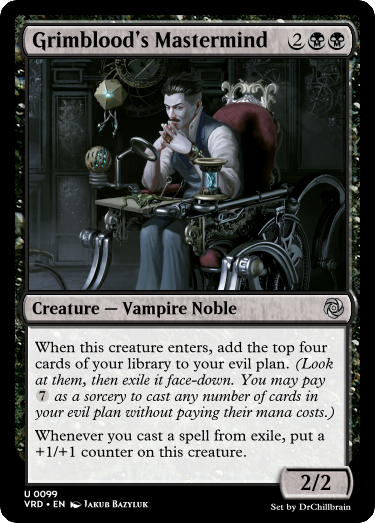 Grimblood's Mastermind 2
Creature — Vampire Noble
When this creature enters, add the top four
cards of your library to your evil plan. (Look
at them, then exile it face-down. You may pay
7 as a sorcery to cast any number of cards in
your evil plan without paying their mana costs.)
Whenever you cast a spell from exile, put a
+1/+1 counter on this creature.
2/2
U 0099
VRD • EN Jakub Bazyluk
Set by DrChillbrain